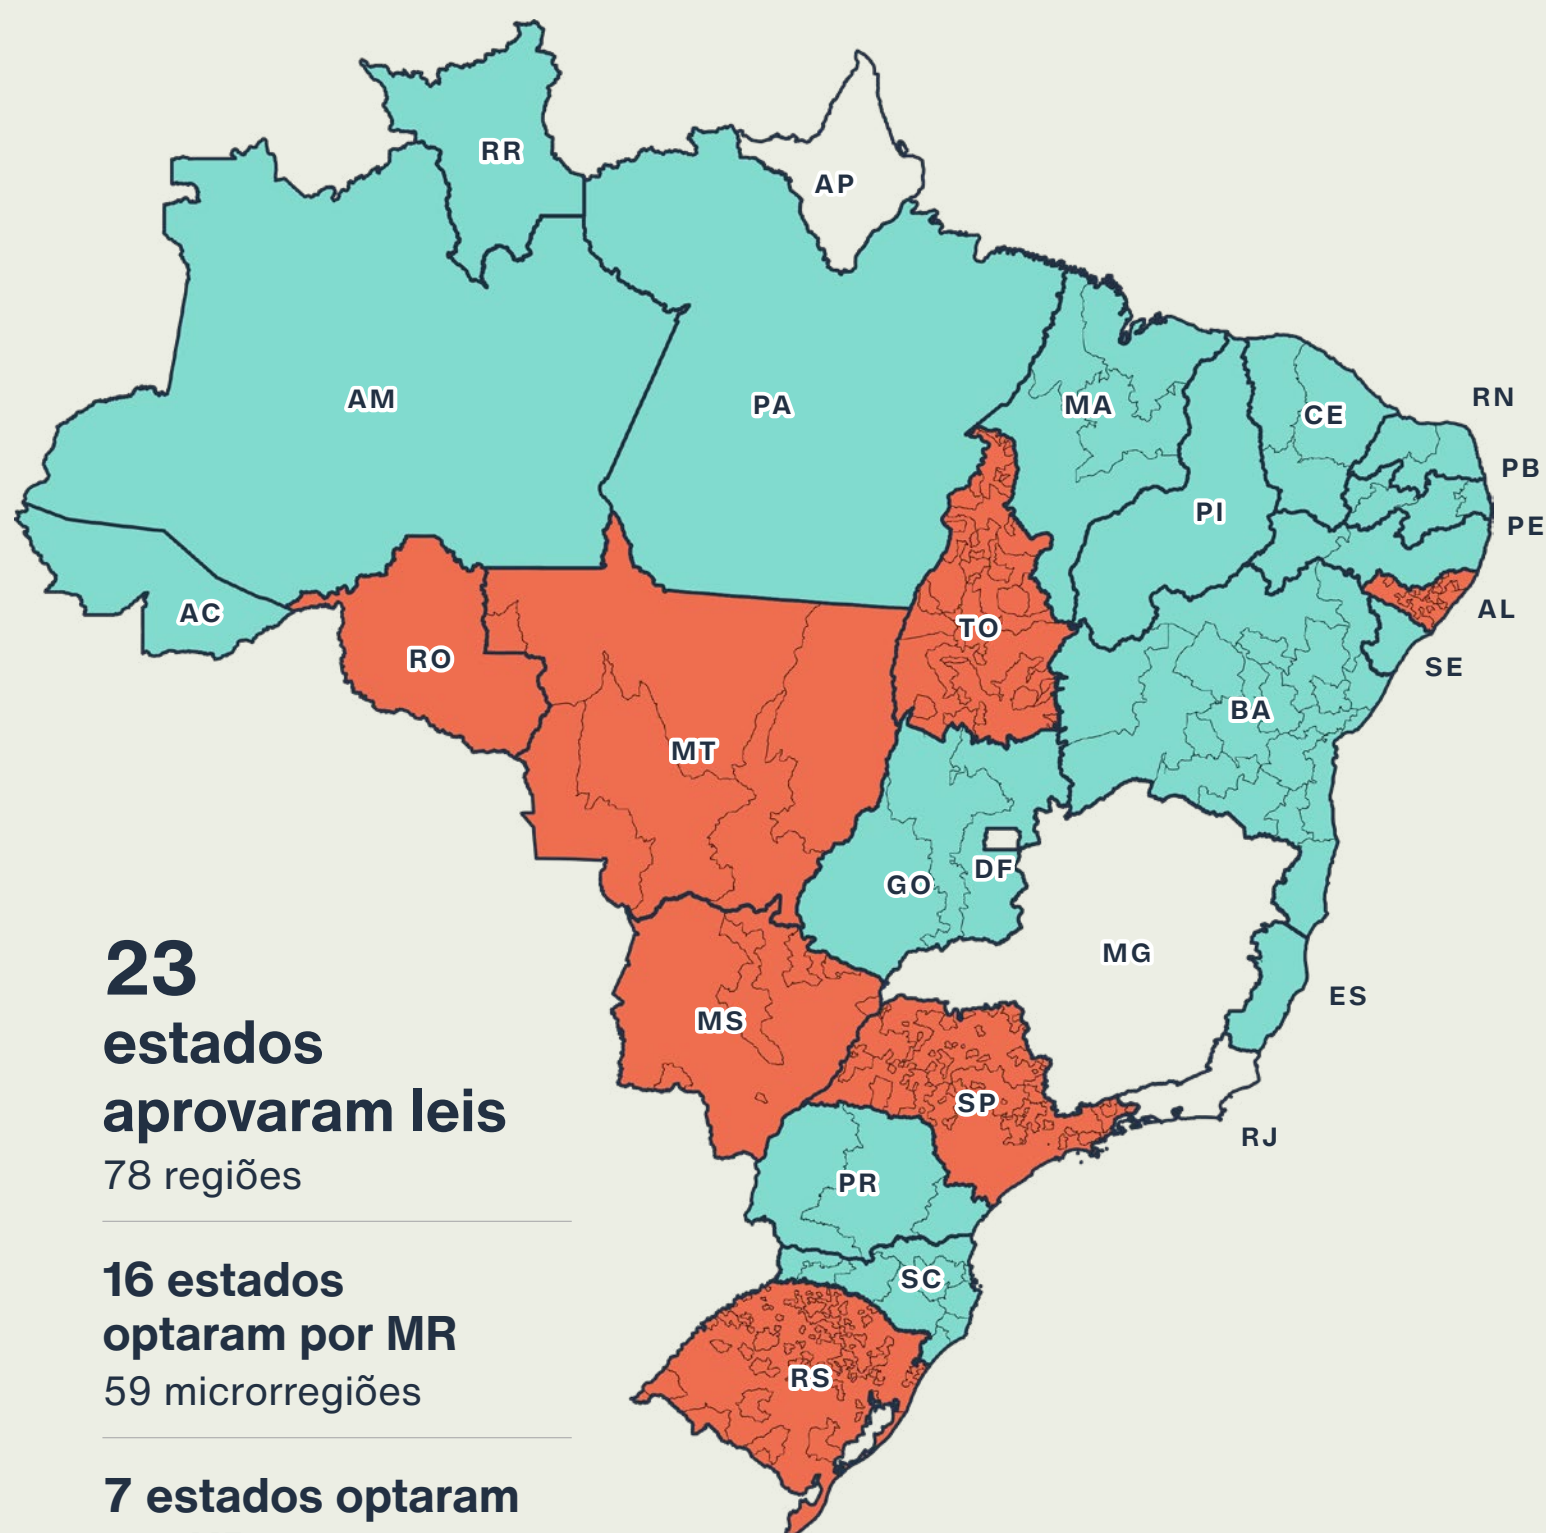 RR
AP
AM
PA
MA
CE
RN
PB
PI
PE
AC
TO
AL
RO
SE
BA
MT
DF
GO
MG
ES
MS
SP
RJ
PR
SC
RS
23
estados
aprovaram leis
78 regiões
16 estados
optaram por MR
59 microrregiões
7 estados optaram